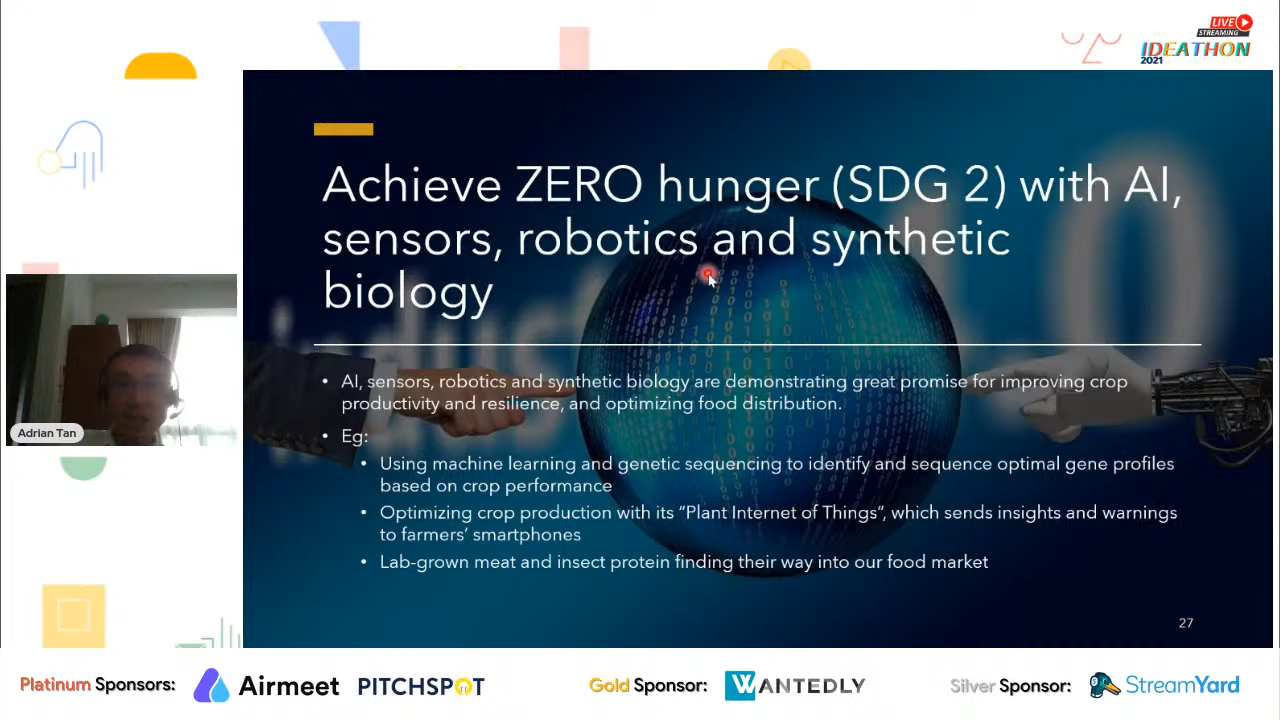 LIVE
STREAMING
IDEATHON
2021
Achieve ZERO hunger (SDG 2) with AI,
sensors, robotics and synthetic
biology
• AI, sensors, robotics and synthetic biology are demonstrating great promise for improving crop
productivity and resilience, and optimizing food distribution.
• Eg:
• Using machine learning and genetic sequencing to identify and sequence optimal gene profiles
based on crop performance
• Optimizing crop production with its “Plant Internet of Things“, which sends insights and warnings
to farmers’ smartphones
• Lab-grown meat and insect protein finding their way into our food market
27
Adrian Tan
Platinum Sponsors: Airmeet PITCHSPOT Gold Sponsor: WANTEDLY Silver Sponsor: StreamYard